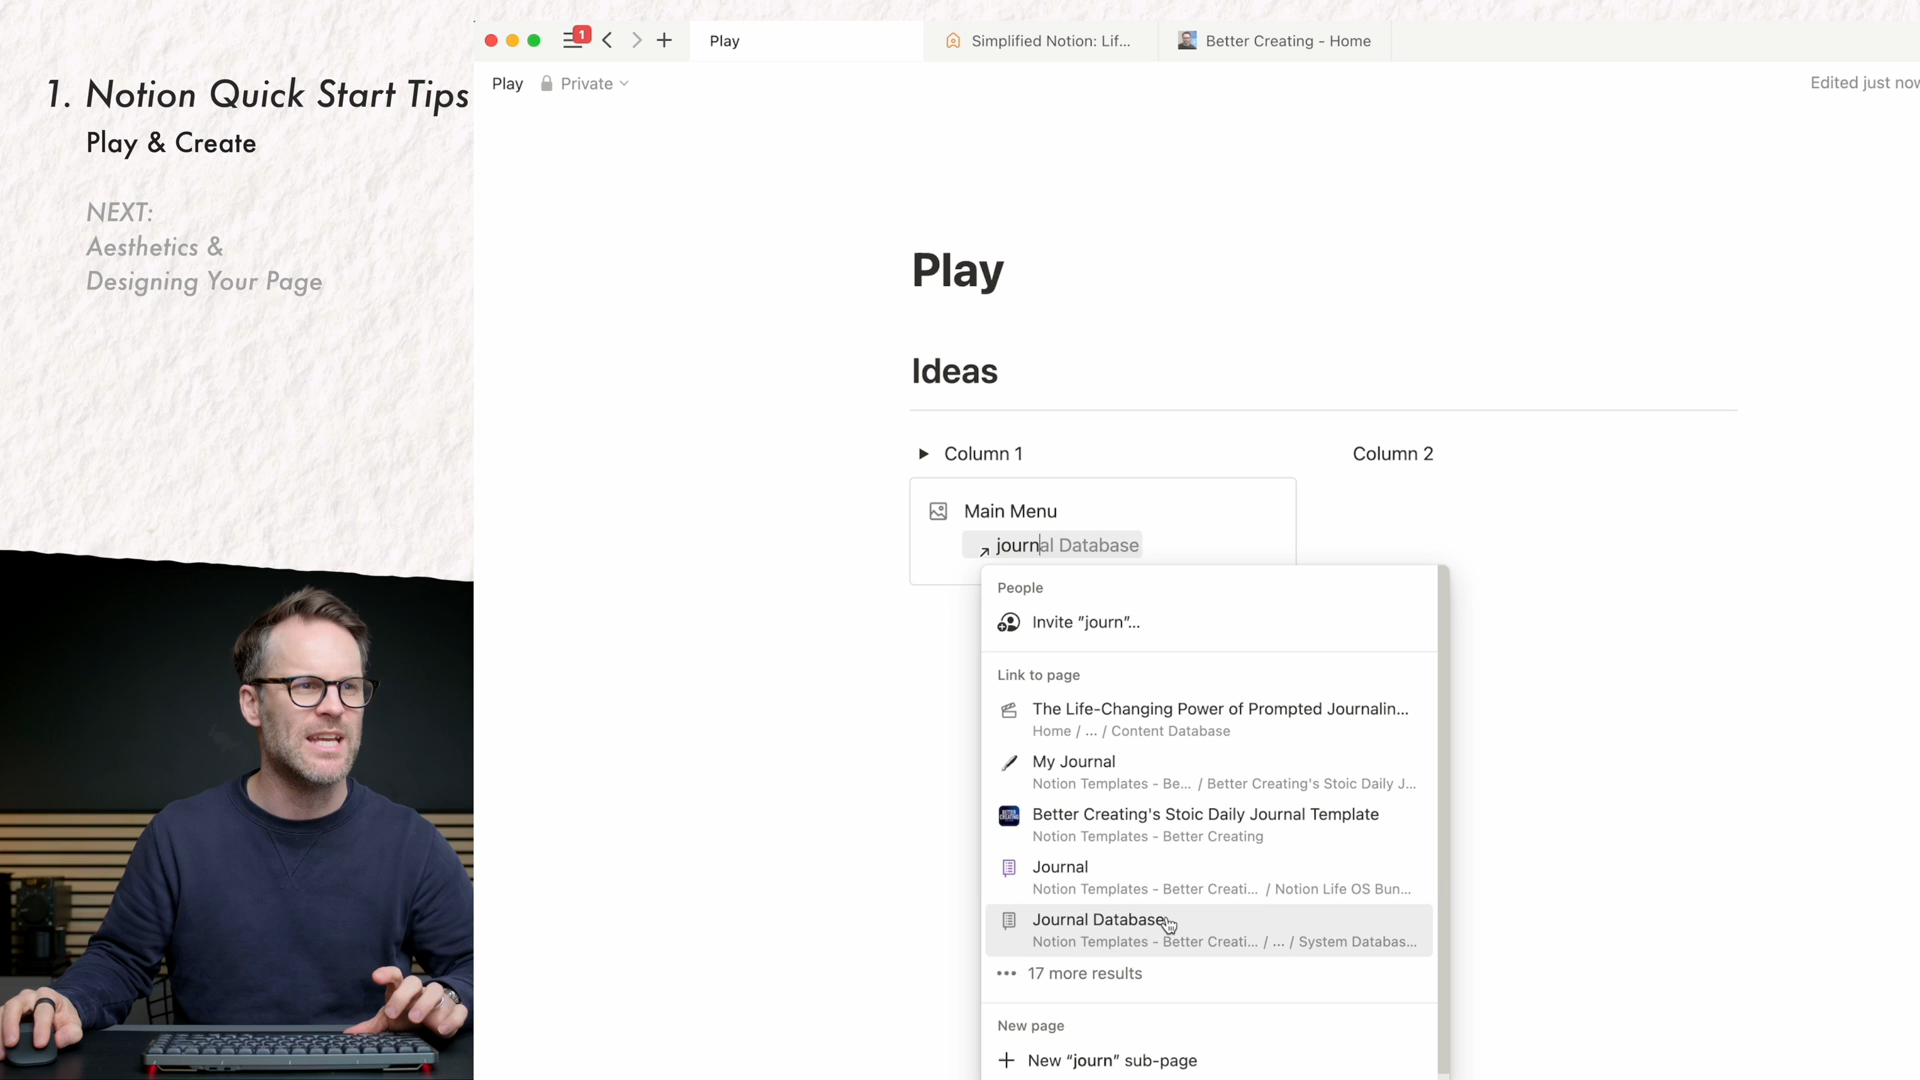 1. Notion Quick Start Tips
Play & Create
NEXT:
Aesthetics &
Designing Your Page
1
Play
Simplified Notion: Lif...
Better Creating - Home
Play
Private
Edited just now
Play
Ideas
Column 1
Column 2
Main Menu
journal Database
People
Invite "journ"...
Link to page
The Life-Changing Power of Prompted Journalin...
Home / ... / Content Database
My Journal
Notion Templates - Be... / Better Creating's Stoic Daily J...
Better Creating's Stoic Daily Journal Template
Notion Templates - Better Creating
Journal
Notion Templates - Better Creati... / Notion Life OS Bun...
Journal Database
Notion Templates - Better Creati... / ... / System Databas...
17 more results
New page
New "journ" sub-page